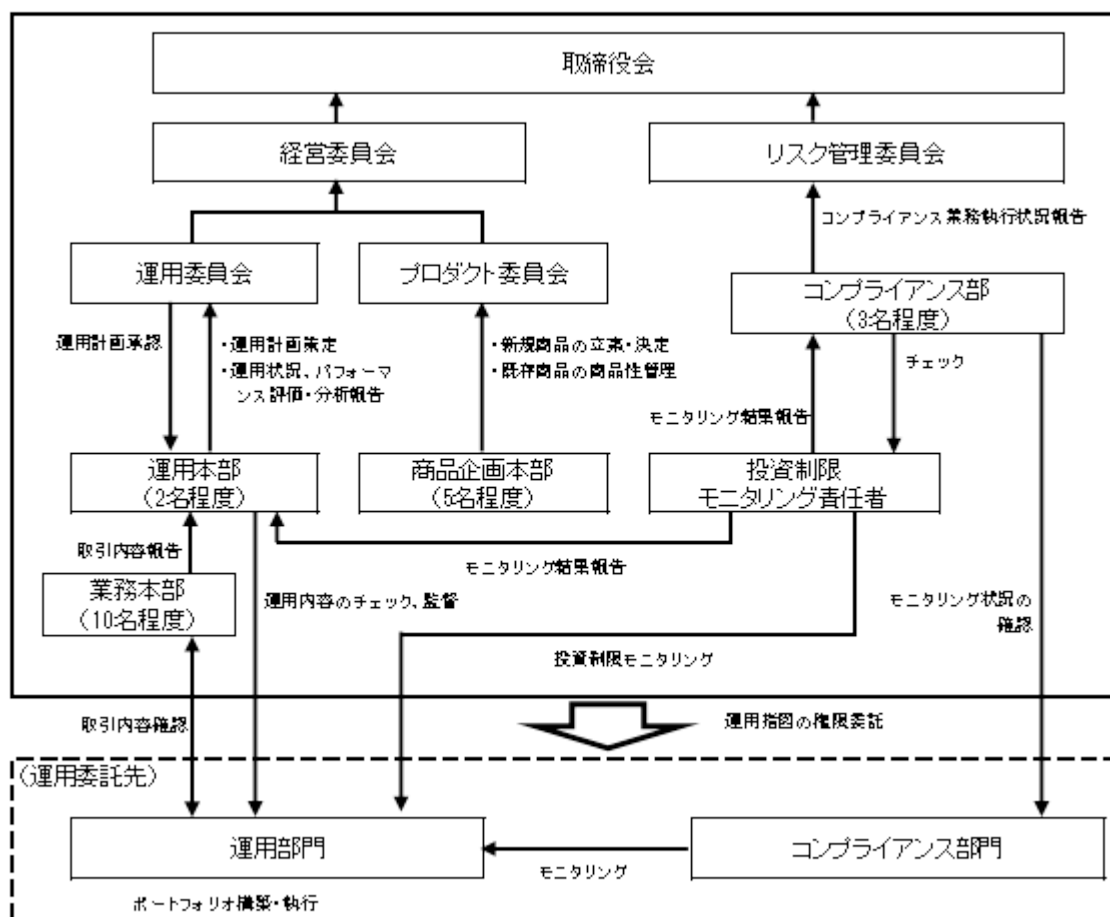 取締役会
経営委員会
リスク管理委員会
コンプライアンス業務執行状況報告
運用委員会
プロダクト委員会
コンプライアンス部
(3名程度)
運用計画承認
・運用計画策定
・運用状況、パフォーマ
ンス評価・分析報告
・新規商品の立案・決定
・既存商品の商品性管理
チェック
モニタリング結果報告
運用本部
(2名程度)
商品企画本部
(5名程度)
投資制限
モニタリング責任者
取引内容報告
モニタリング結果報告
業務本部
(10名程度)
運用内容のチェック、監督
モニタリング状況の
確認
投資制限モニタリング
取引内容確認
運用指図の権限委託
(運用委託先)
運用部門
コンプライアンス部門
モニタリング
ポートフォリオ構築・執行